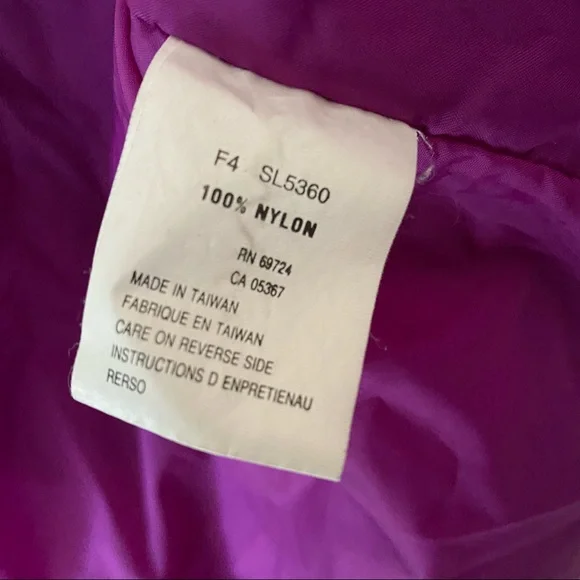 F4 SL5360
100% NYLON
RN 69724
CA 05367
MADE IN TAIWAN
FABRIQUE EN TAIWAN
CARE ON REVERSE SIDE
INSTRUCTIONS D ENPRETIENAU
RERSO